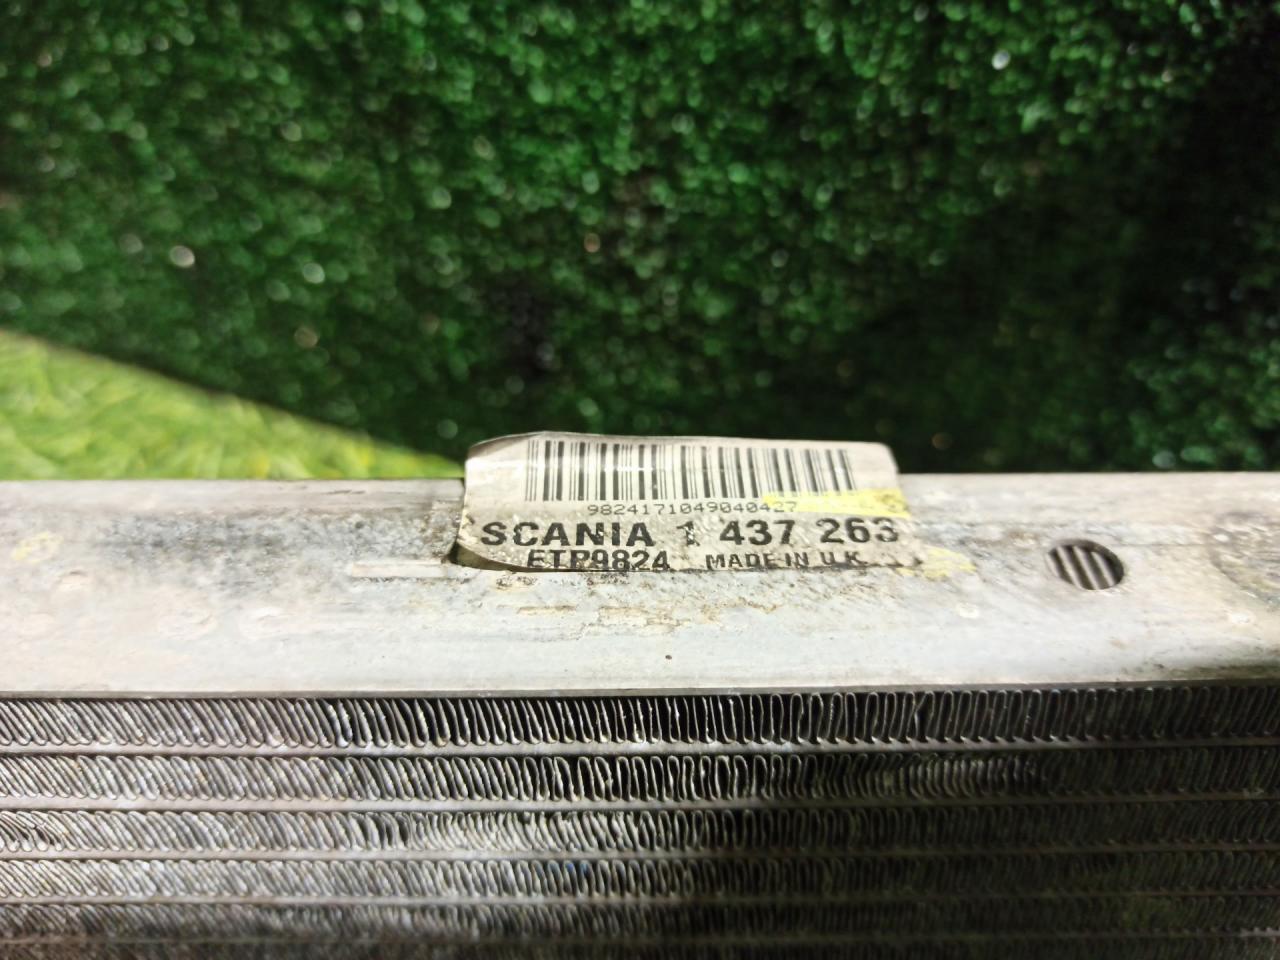 9824171049040427
SCANIA 1 437 263
ETP9824 MADE IN U.K.